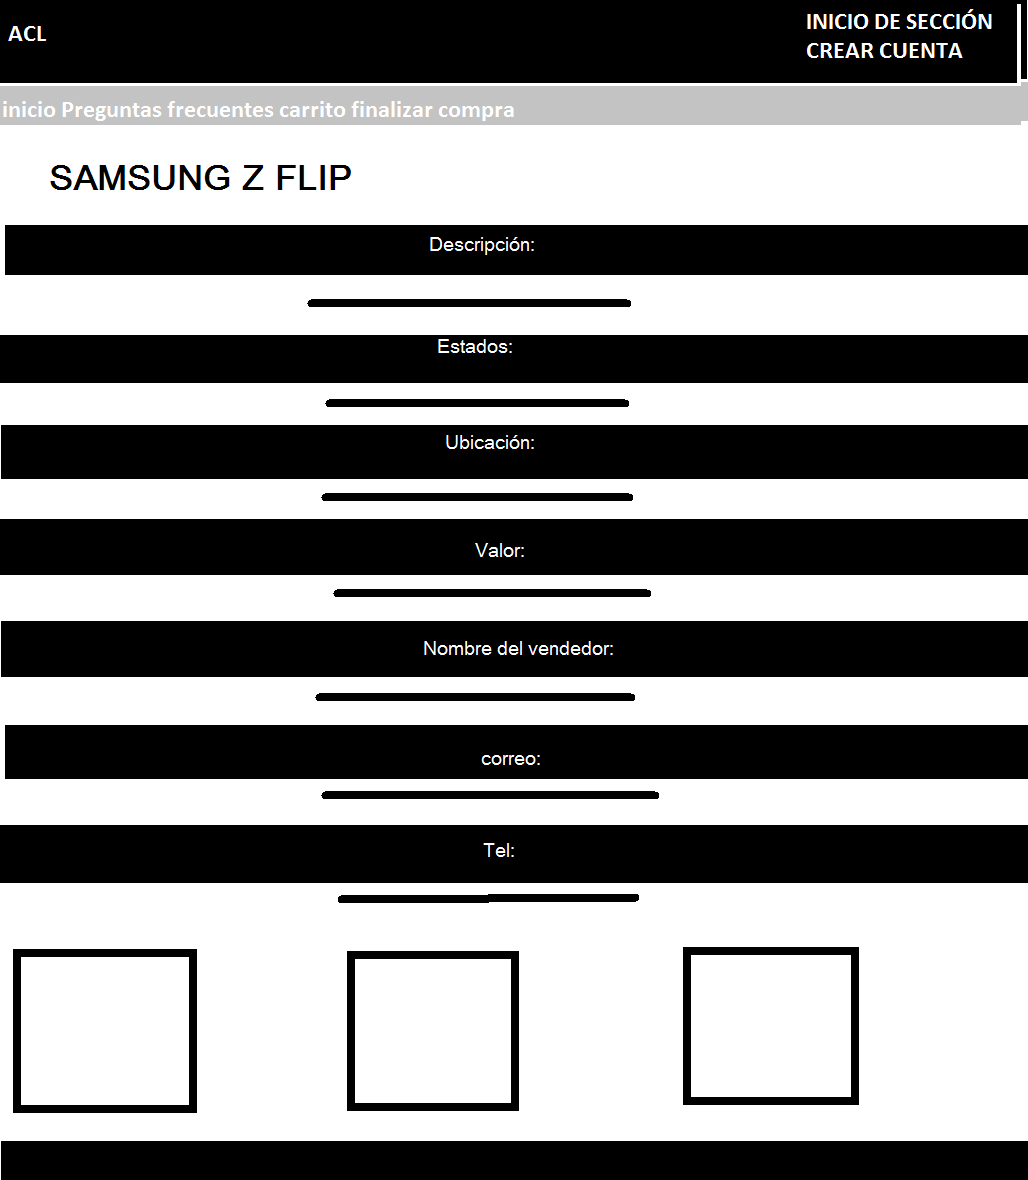 ACL
INICIO DE SECCIÓN
CREAR CUENTA
inicio Preguntas frecuentes carrito finalizar compra
SAMSUNG Z FLIP
Descripción:
Estados:
Ubicación:
Valor:
Nombre del vendedor:
correo:
Tel: